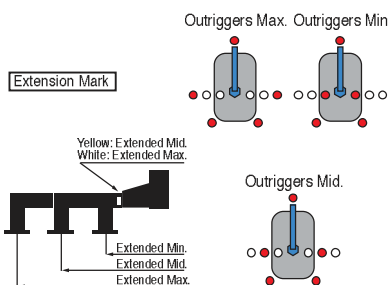 Outriggers Max. Outriggers Min
Extension Mark
Yellow: Extended Mid.
White: Extended Max.
Outriggers Mid.
Extended Min.
Extended Mid.
Extended Max.